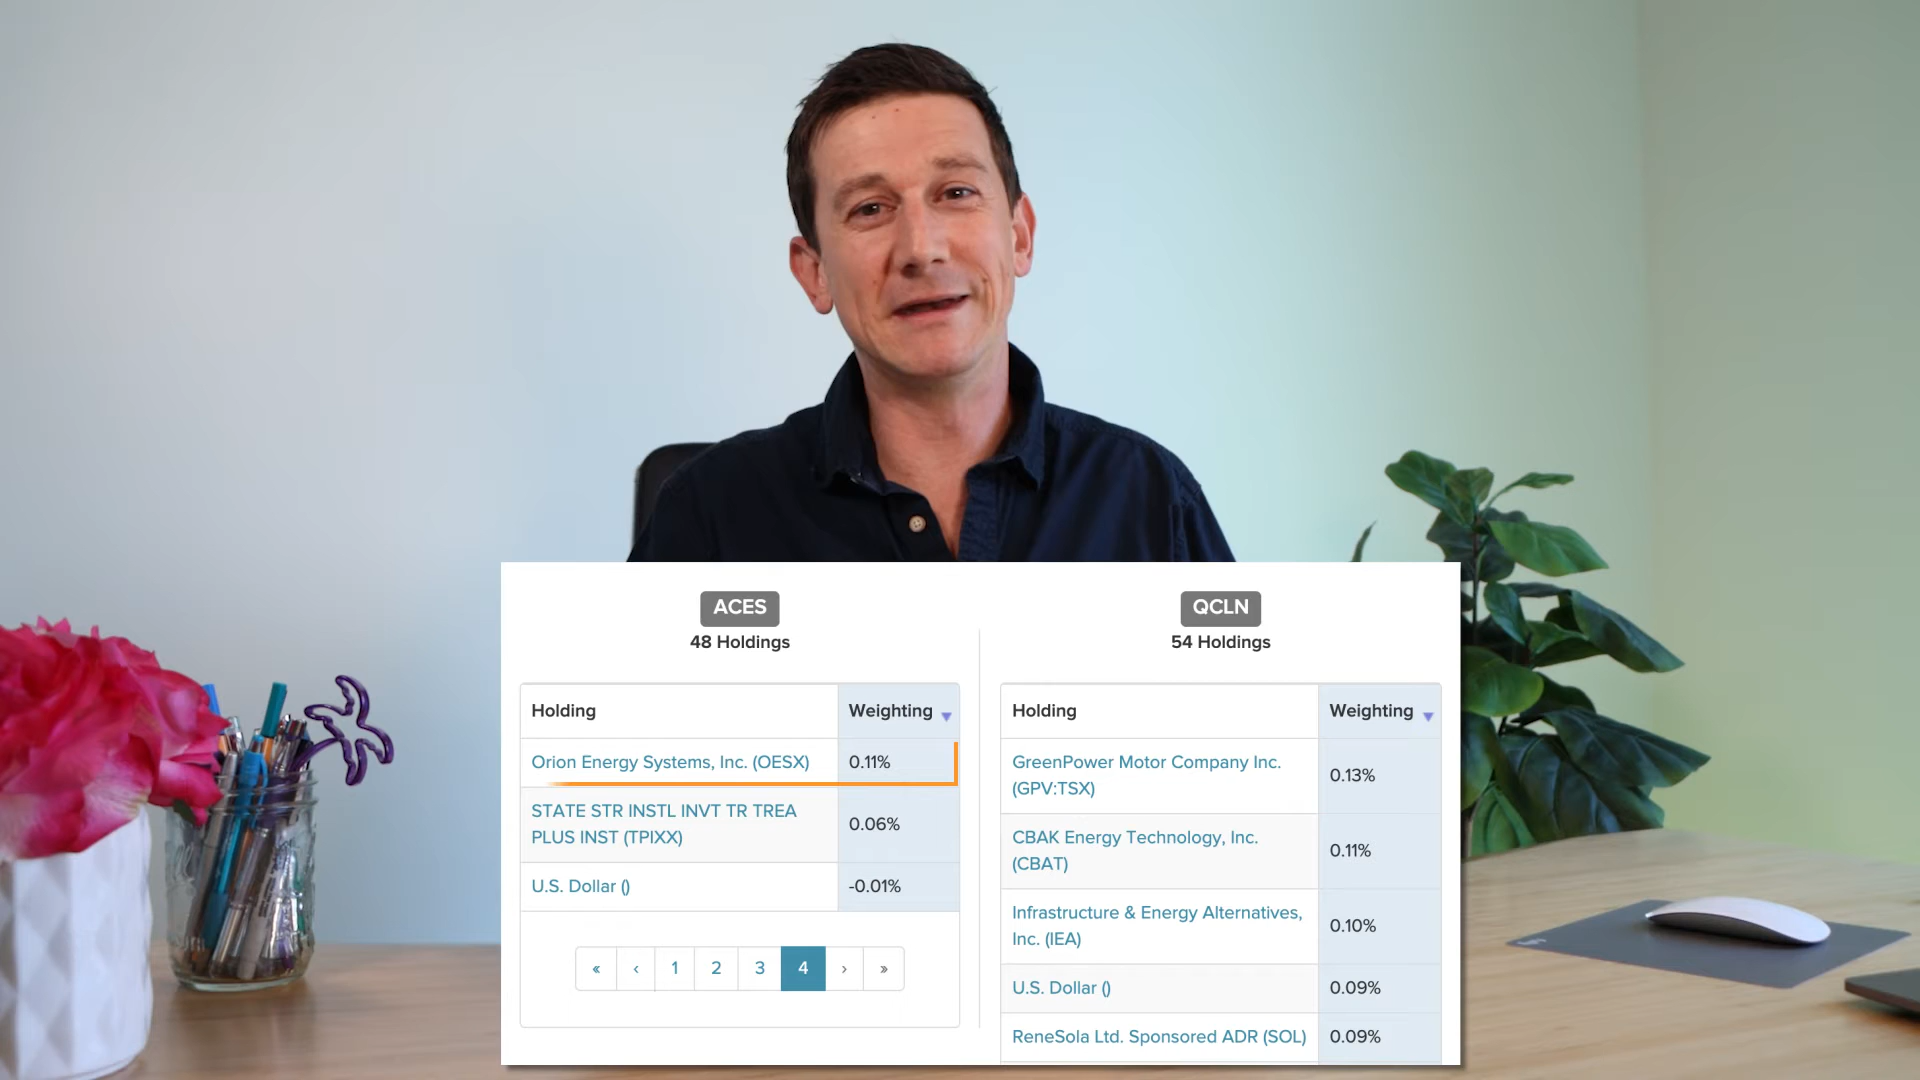 ACES
48 Holdings
Holding Weighting
Orion Energy Systems, Inc. (OESX) 0.11%
STATE STR INSTL INVT TR TREA
PLUS INST (TPIXX) 0.06%
U.S. Dollar () -0.01%
« ‹ 1 2 3 4 › »
QCLN
54 Holdings
Holding Weighting
GreenPower Motor Company Inc.
(GPV:TSX) 0.13%
CBAK Energy Technology, Inc.
(CBAT) 0.11%
Infrastructure & Energy Alternatives,
Inc. (IEA) 0.10%
U.S. Dollar () 0.09%
ReneSola Ltd. Sponsored ADR (SOL) 0.09%